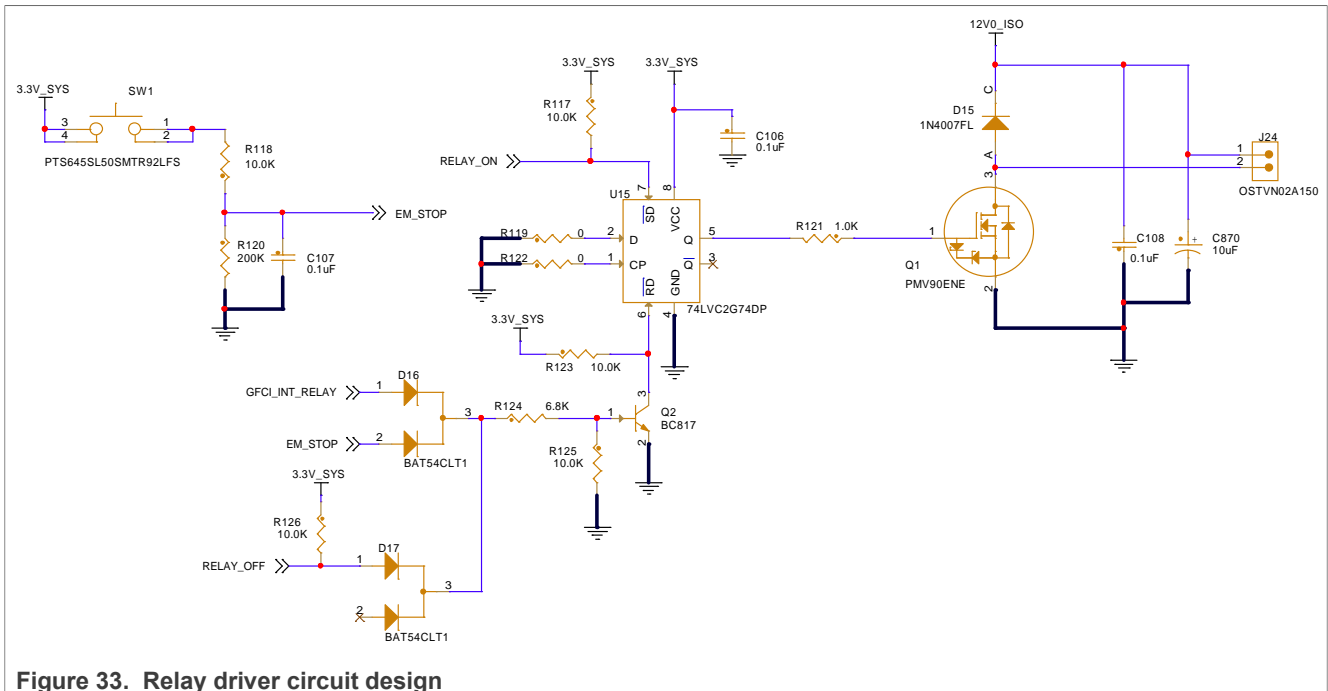 12V0_ISO
3.3V_SYS
SW1
3
4
1
2
PTS645SL50SMTR92LFS
R118
10.0K
EM_STOP
R120
200K
C107
0.1uF
3.3V_SYS
3.3V_SYS
R117
10.0K
C106
0.1uF
RELAY_ON
U15
7
8
SD
VCC
R119
0
2
D
Q
5
R122
0
1
CP
Q
3
RD
GND
6
4
74LVC2G74DP
R121
1.0K
C
D15
1N4007FL
A
3
1
Q1
PMV90ENE
2
J24
1
2
OSTVN02A150
C108
0.1uF
C870
10uF
+
3.3V_SYS
R123
10.0K
GFCI_INT_RELAY
1
D16
3
EM_STOP
2
BAT54CLT1
R124
6.8K
1
3
Q2
BC817
2
R125
10.0K
3.3V_SYS
R126
10.0K
RELAY_OFF
1
D17
3
2
BAT54CLT1
Figure 33. Relay driver circuit design